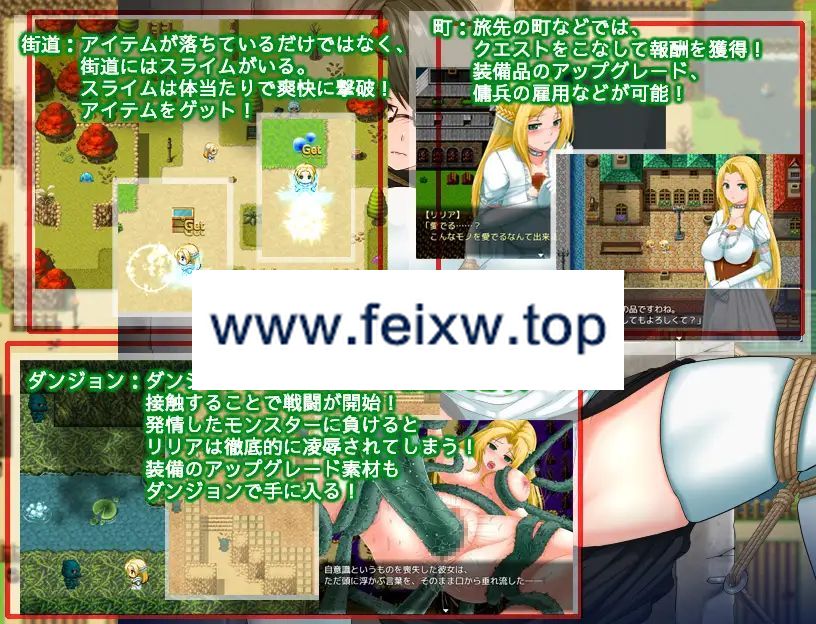 街道：アイテムが落ちているだけではなく、
街道にはスライムがいる。
スライムは体当たりで爽快に撃破！
アイテムをゲット！
Get
Get
町：旅先の町などでは、
クエストをこなして報酬を獲得！
装備品のアップグレード、
傭兵の雇用などが可能！
【リリア】
「愛でる……？
こんなモノを愛でるなんて出来
の品ですわね。
してもよろしくて？」
www.feixw.top
ダンジョン：ダンジ
接触することで戦闘が開始！
発情したモンスターに負けると
リリアは徹底的に凌辱されてしまう！
装備のアップグレード素材も
ダンジョンで手に入る！
自意識というものを喪失した彼女は、
ただ頭に浮かぶ言葉を、そのまま口から垂れ流した──